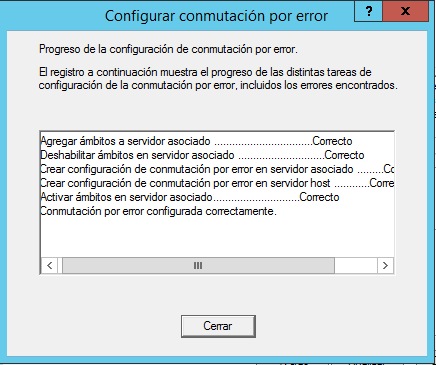 Configurar conmutación por error
?
x
Progreso de la configuración de conmutación por error.
El registro a continuación muestra el progreso de las distintas tareas de
configuración de la conmutación por error, incluidos los errores encontrados.
Agregar ámbitos a servidor asociado ..................................Correcto
Deshabilitar ámbitos en servidor asociado ..............................Correcto
Crear configuración de conmutación por error en servidor asociado .........Co
Crear configuración de conmutación por error en servidor host ............Corre
Activar ámbitos en servidor asociado..............................Correcto
Conmutación por error configurada correctamente.
Cerrar